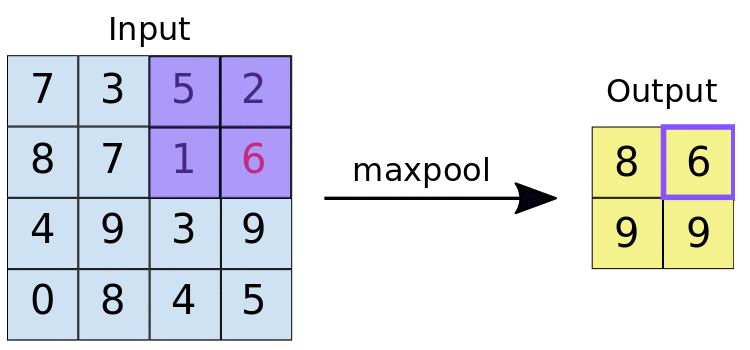 Input
7 3 5 2
8 7 1 6
4 9 3 9
0 8 4 5
maxpool
Output
8 6
9 9